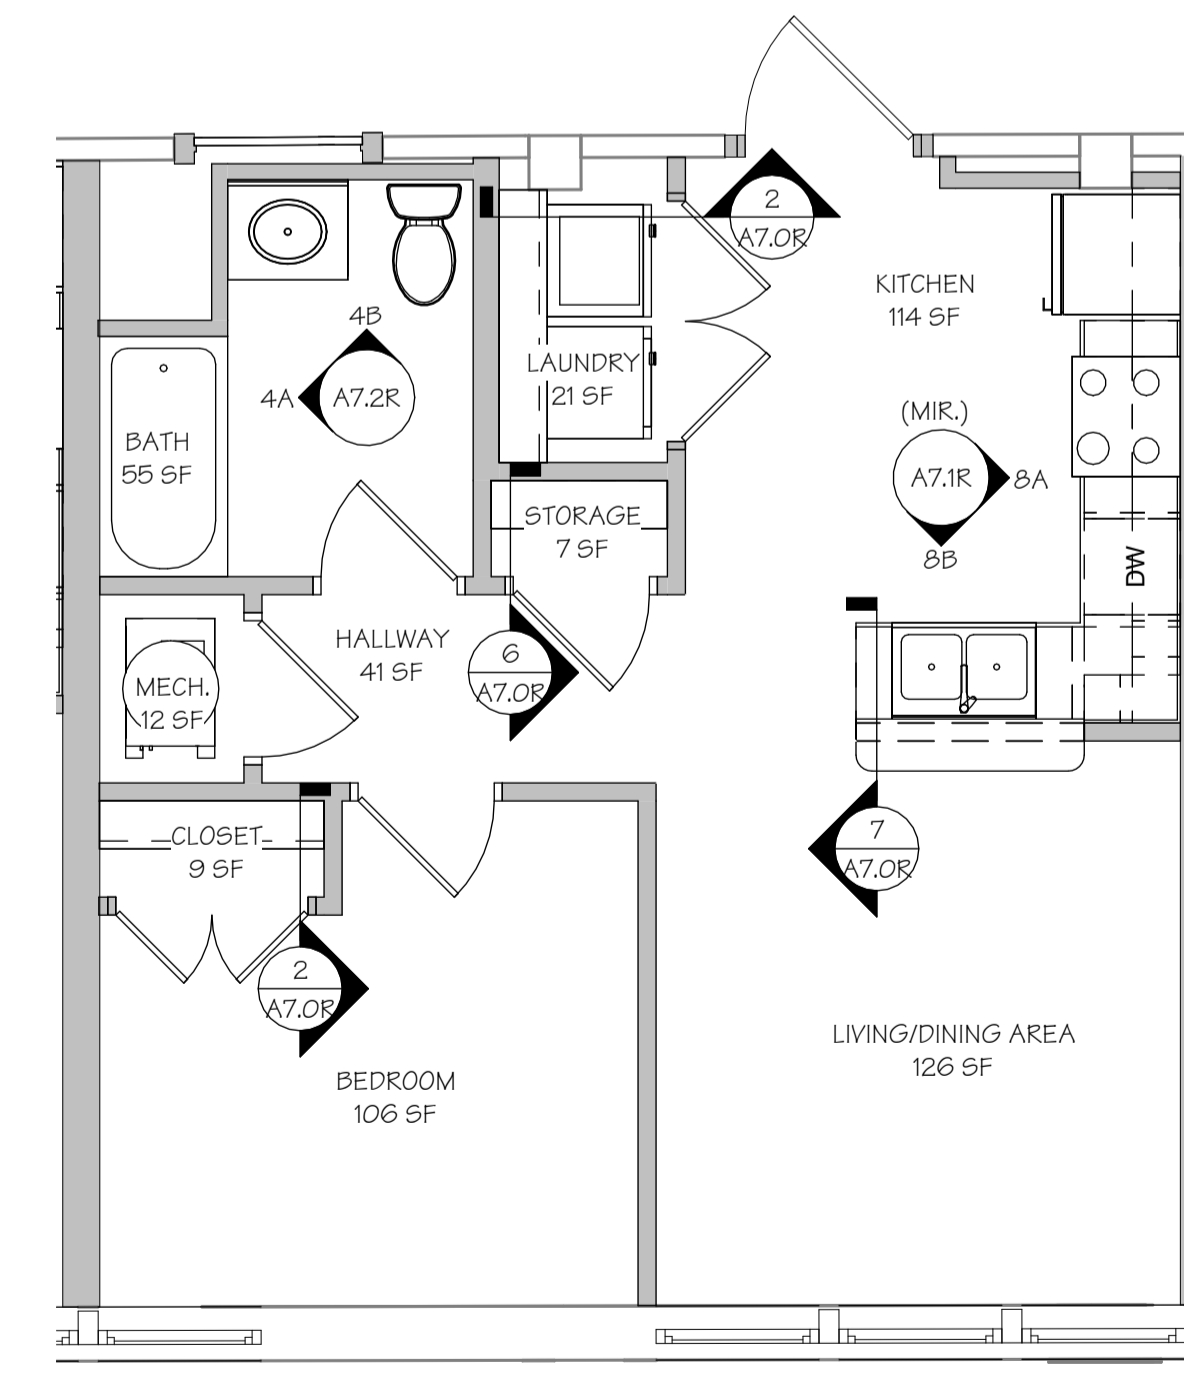 2
A7.0R
KITCHEN
114 SF
4B
4A
A7.2R
LAUNDRY
21 SF
BATH
55 SF
(MIR.)
A7.1R
8A
8B
STORAGE
7 SF
DW
HALLWAY
41 SF
6
A7.0R
MECH.
12 SF
CLOSET
9 SF
7
A7.0R
2
A7.0R
LIVING/DINING AREA
126 SF
BEDROOM
106 SF